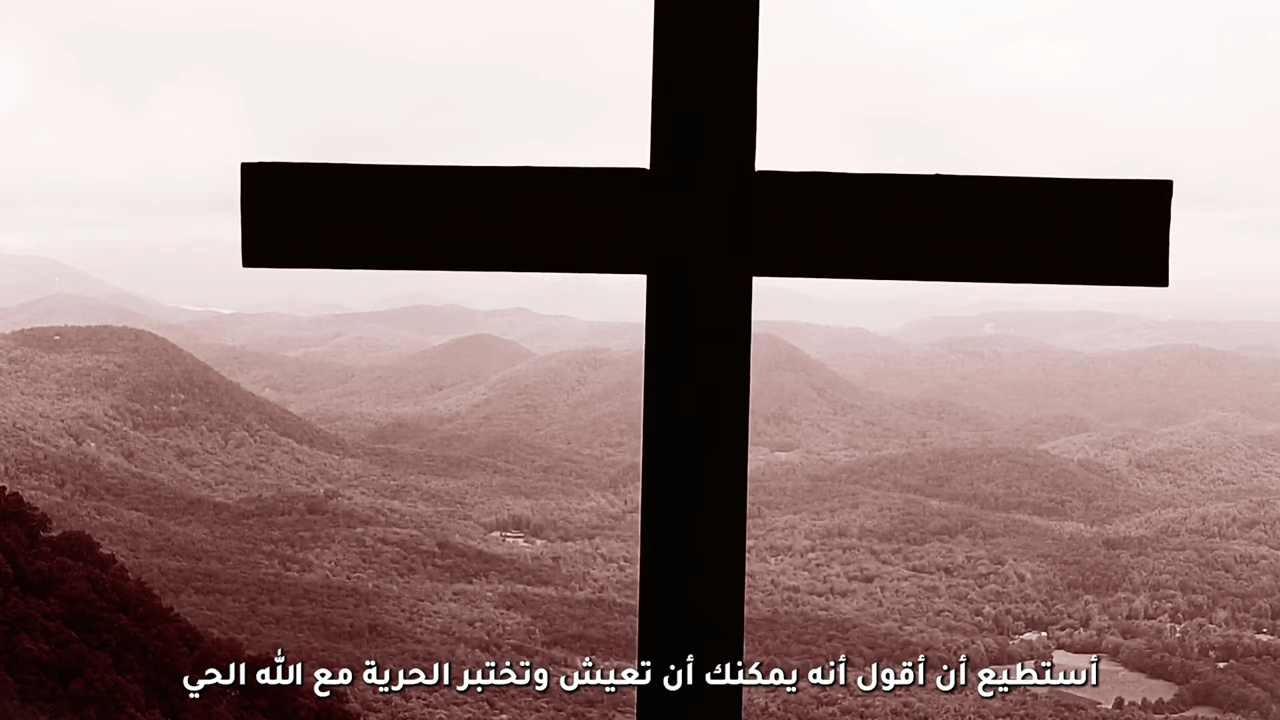 أستطيع أن أقول أنه يمكنك أن تعيش وتختبر الحرية مع الله الحي